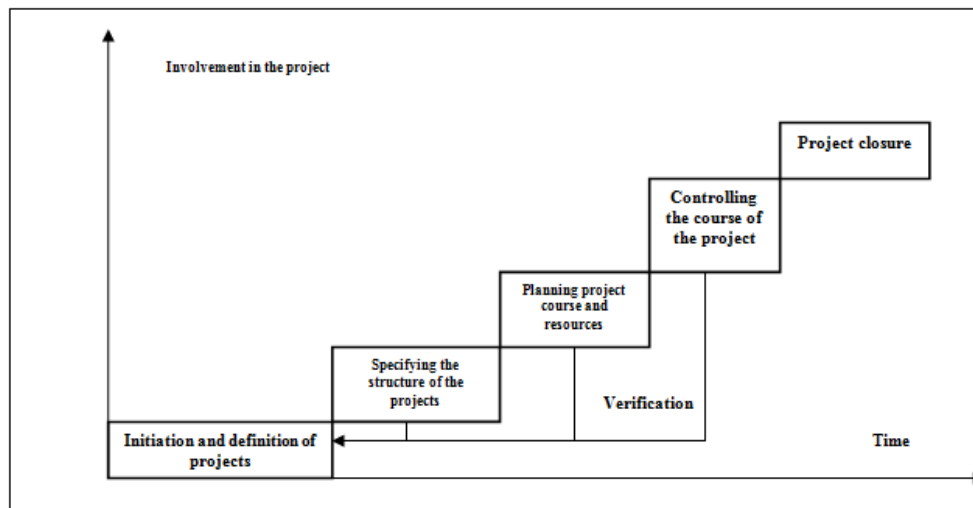 Involvement in the project
Project closure
Controlling
the course of
the project
Planning project
course and
resources
Specifying the
structure of the
projects
Verification
Initiation and definition of
projects
Time